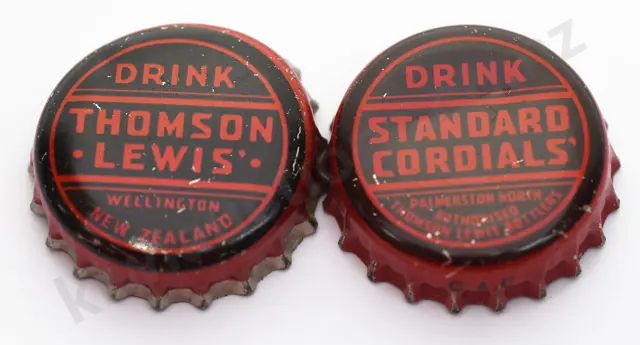 DRINK
THOMSON
• LEWIS' •
WELLINGTON
NEW ZEALAND
DRINK
STANDARD
CORDIALS'
PALMERSTON NORTH
AUTHORISED
THOMSON LEWIS BOTTLERS
C.A.C.